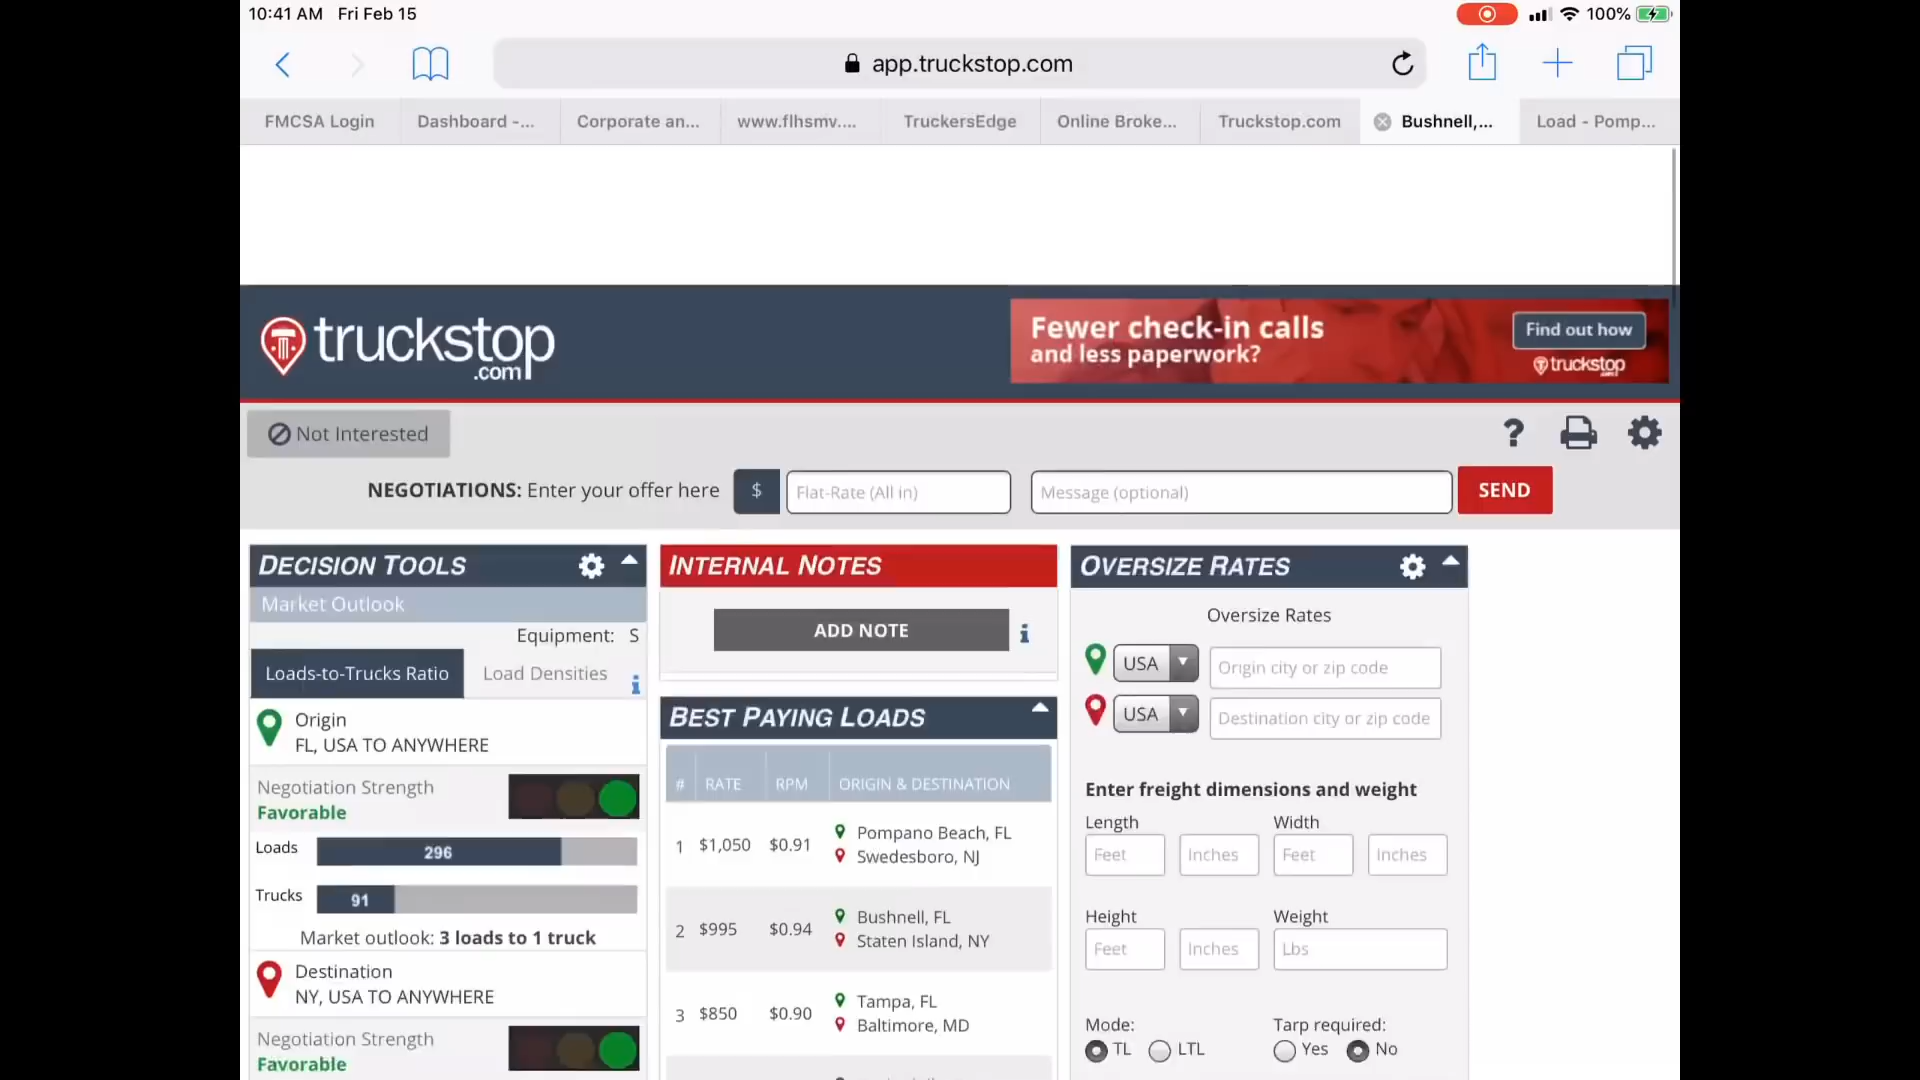 10:41 AM Fri Feb 15
100%
app.truckstop.com
FMCSA Login
Dashboard -...
Corporate an...
www.flhsmv....
TruckersEdge
Online Broke...
Truckstop.com
Bushnell,...
Load - Pomp...
truckstop
.com
Fewer check-in calls
and less paperwork?
Find out how
truckstop
.com
Not Interested
?
NEGOTIATIONS: Enter your offer here
$
Flat-Rate (All in)
Message (optional)
SEND
DECISION TOOLS
Market Outlook
Equipment: S
Loads-to-Trucks Ratio
Load Densities
i
Origin
FL, USA TO ANYWHERE
Negotiation Strength
Favorable
Loads
296
Trucks
91
Market outlook: 3 loads to 1 truck
Destination
NY, USA TO ANYWHERE
Negotiation Strength
Favorable
INTERNAL NOTES
ADD NOTE
i
BEST PAYING LOADS
# RATE RPM ORIGIN & DESTINATION
1 $1,050 $0.91 Pompano Beach, FL
Swedesboro, NJ
2 $995 $0.94 Bushnell, FL
Staten Island, NY
3 $850 $0.90 Tampa, FL
Baltimore, MD
OVERSIZE RATES
Oversize Rates
USA
Origin city or zip code
USA
Destination city or zip code
Enter freight dimensions and weight
Length
Width
Feet
Inches
Feet
Inches
Height
Weight
Feet
Inches
Lbs
Mode:
Tarp required:
TL
LTL
Yes
No